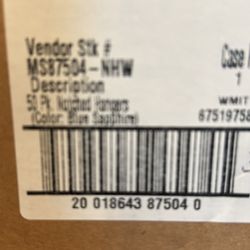 Vendor Stk #
MS87504-NHW
Description
50 Pk. Notched Hangers
(Color: Blue Sapphire)
Case
1
WMIT
87519758
20 018643 87504 0